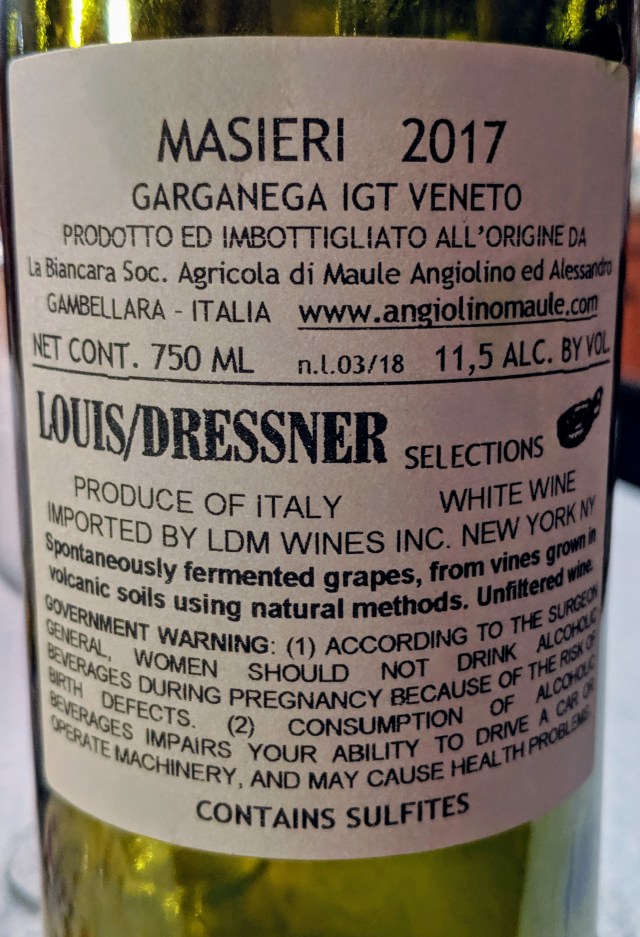 MASIERI 2017
GARGANEGA IGT VENETO
PRODOTTO ED IMBOTTIGLIATO ALL'ORIGINE DA
La Biancara Soc. Agricola di Maule Angiolino ed Alessandro
GAMBELLARA - ITALIA www.angiolinomaule.com
NET CONT. 750 ML n.l.03/18 11,5 ALC. BY VOL
LOUIS/DRESSNER SELECTIONS
PRODUCE OF ITALY WHITE WINE
IMPORTED BY LDM WINES INC. NEW YORK NY
Spontaneously fermented grapes, from vines grown in
volcanic soils using natural methods. Unfiltered wine.
GOVERNMENT WARNING: (1) ACCORDING TO THE SURGEON
GENERAL, WOMEN SHOULD NOT DRINK ALCOHOLIC
BEVERAGES DURING PREGNANCY BECAUSE OF THE RISK OF
BIRTH DEFECTS. (2) CONSUMPTION OF ALCOHOLIC
BEVERAGES IMPAIRS YOUR ABILITY TO DRIVE A CAR OR
OPERATE MACHINERY, AND MAY CAUSE HEALTH PROBLEMS.
CONTAINS SULFITES